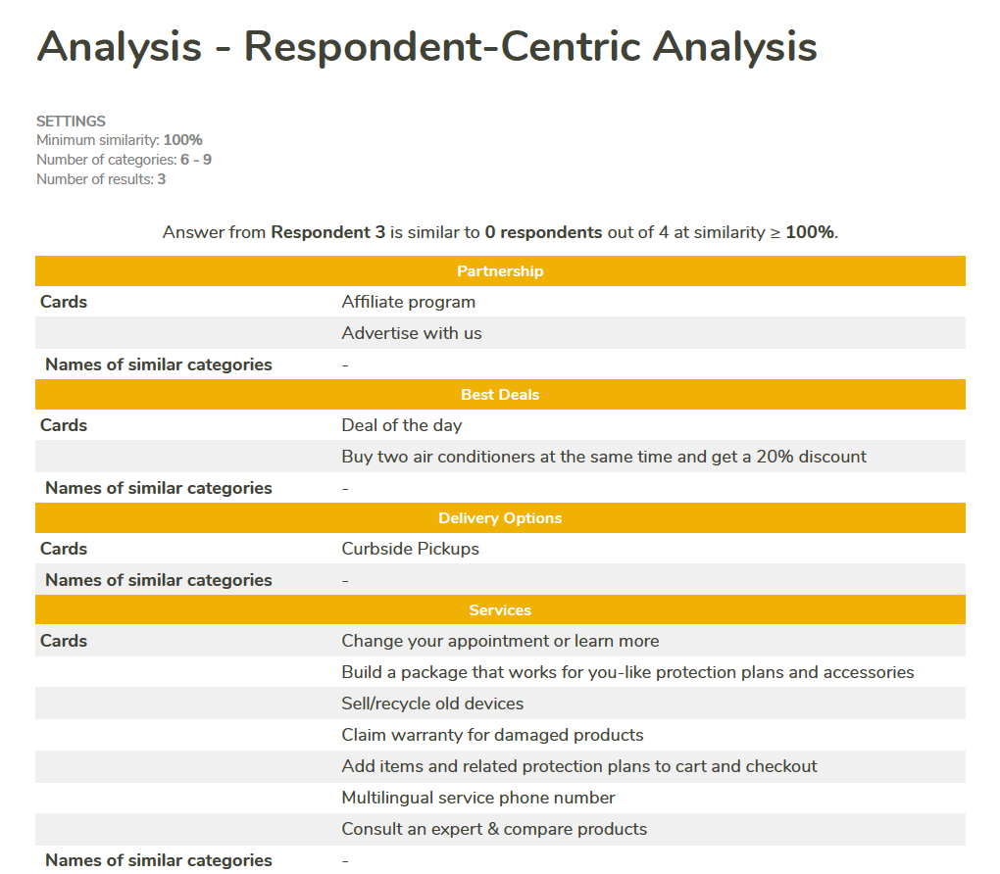 Analysis - Respondent-Centric Analysis
SETTINGS
Minimum similarity: 100%
Number of categories: 6 - 9
Number of results: 3
Answer from Respondent 3 is similar to 0 respondents out of 4 at similarity ≥ 100%.
Partnership
Cards Affiliate program
Advertise with us
Names of similar categories -
Best Deals
Cards Deal of the day
Buy two air conditioners at the same time and get a 20% discount
Names of similar categories -
Delivery Options
Cards Curbside Pickups
Names of similar categories -
Services
Cards Change your appointment or learn more
Build a package that works for you-like protection plans and accessories
Sell/recycle old devices
Claim warranty for damaged products
Add items and related protection plans to cart and checkout
Multilingual service phone number
Consult an expert & compare products
Names of similar categories -